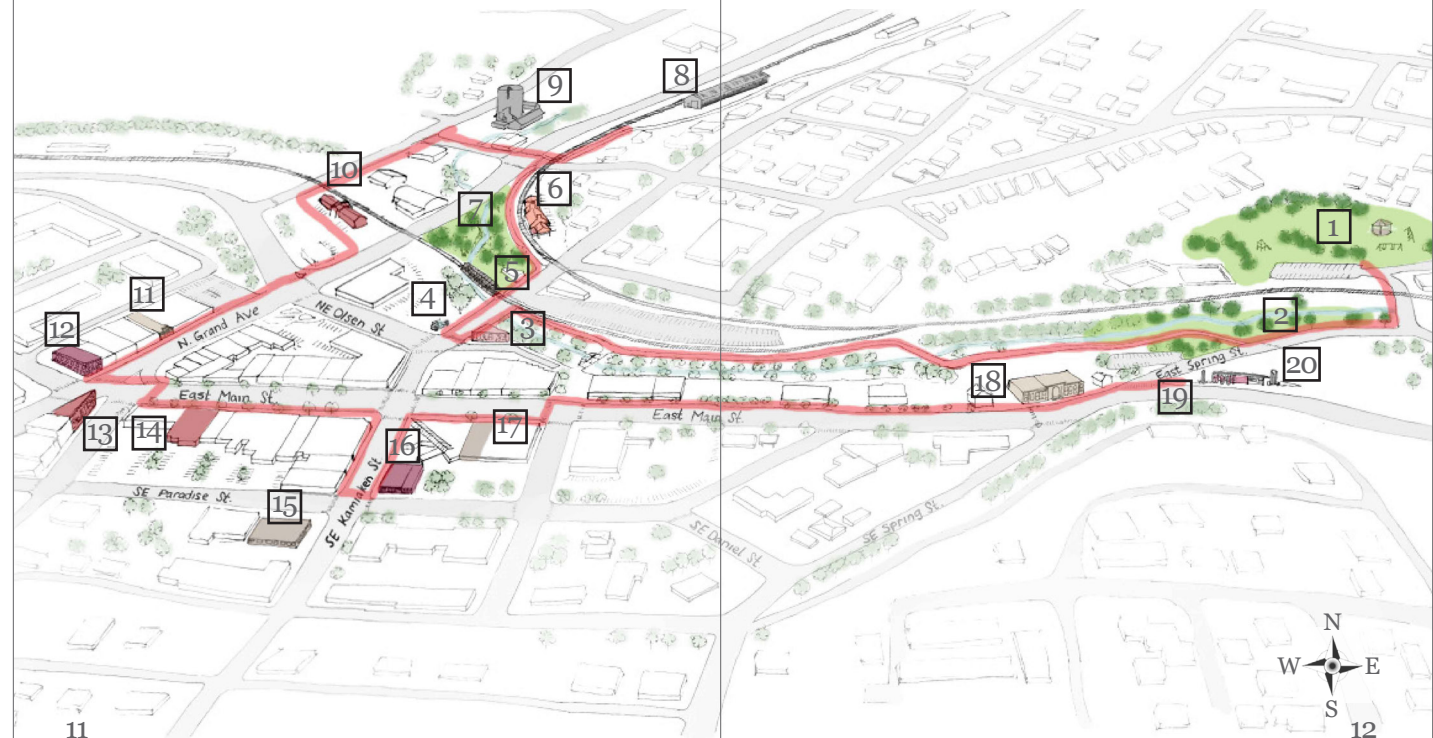 9
8
10
6
7
1
5
11
4
2
12
N. Grand Ave
NE Olsen St.
3
East Spring St.
20
18
19
East Main St.
East Main St.
13
14
17
16
SE Paradise St.
15
SE Kamiaken St
SE Daniel St
SE Spring St.
N
W
E
S
11
12